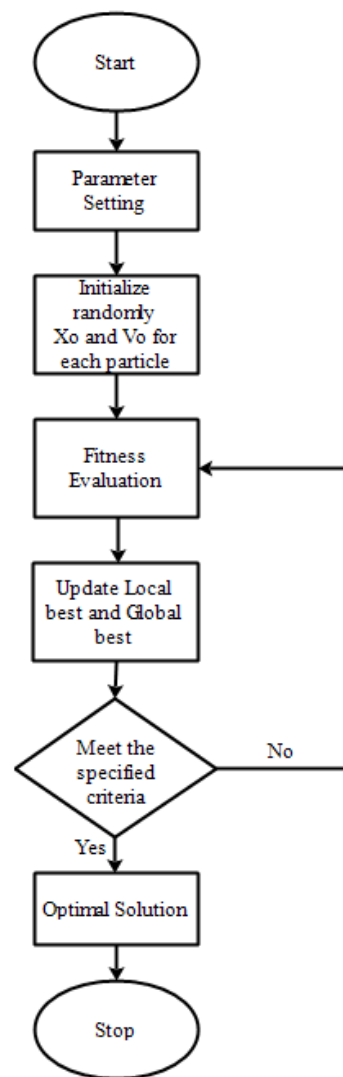 Start
Parameter
Setting
Initialize
randomly
Xo and Vo for
each particle
Fitness
Evaluation
Update Local
best and Global
best
Meet the
specified
criteria
No
Yes
Optimal Solution
Stop